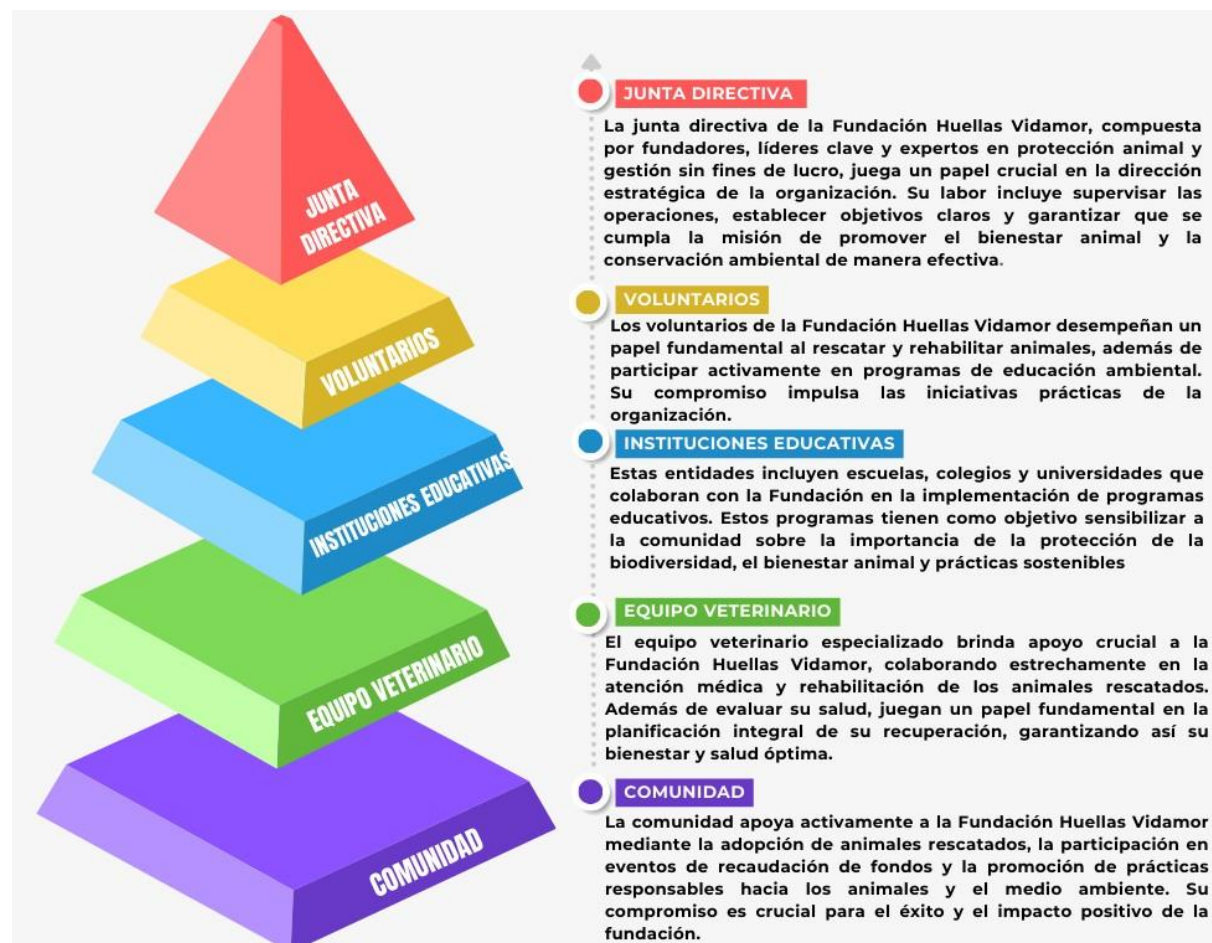 JUNTA
DIRECTIVA
VOLUNTARIOS
INSTITUCIONES EDUCATIVAS
EQUIPO VETERINARIO
COMUNIDAD
JUNTA DIRECTIVA
La junta directiva de la Fundación Huellas Vidamor, compuesta
por fundadores, líderes clave y expertos en protección animal y
gestión sin fines de lucro, juega un papel crucial en la dirección
estratégica de la organización. Su labor incluye supervisar las
operaciones, establecer objetivos claros y garantizar que se
cumpla la misión de promover el bienestar animal y la
conservación ambiental de manera efectiva.
VOLUNTARIOS
Los voluntarios de la Fundación Huellas Vidamor desempeñan un
papel fundamental al rescatar y rehabilitar animales, además de
participar activamente en programas de educación ambiental.
Su compromiso impulsa las iniciativas prácticas de la
organización.
INSTITUCIONES EDUCATIVAS
Estas entidades incluyen escuelas, colegios y universidades que
colaboran con la Fundación en la implementación de programas
educativos. Estos programas tienen como objetivo sensibilizar a
la comunidad sobre la importancia de la protección de la
biodiversidad, el bienestar animal y prácticas sostenibles
EQUIPO VETERINARIO
El equipo veterinario especializado brinda apoyo crucial a la
Fundación Huellas Vidamor, colaborando estrechamente en la
atención médica y rehabilitación de los animales rescatados.
Además de evaluar su salud, juegan un papel fundamental en la
planificación integral de su recuperación, garantizando así su
bienestar y salud óptima.
COMUNIDAD
La comunidad apoya activamente a la Fundación Huellas Vidamor
mediante la adopción de animales rescatados, la participación en
eventos de recaudación de fondos y la promoción de prácticas
responsables hacia los animales y el medio ambiente. Su
compromiso es crucial para el éxito y el impacto positivo de la
fundación.